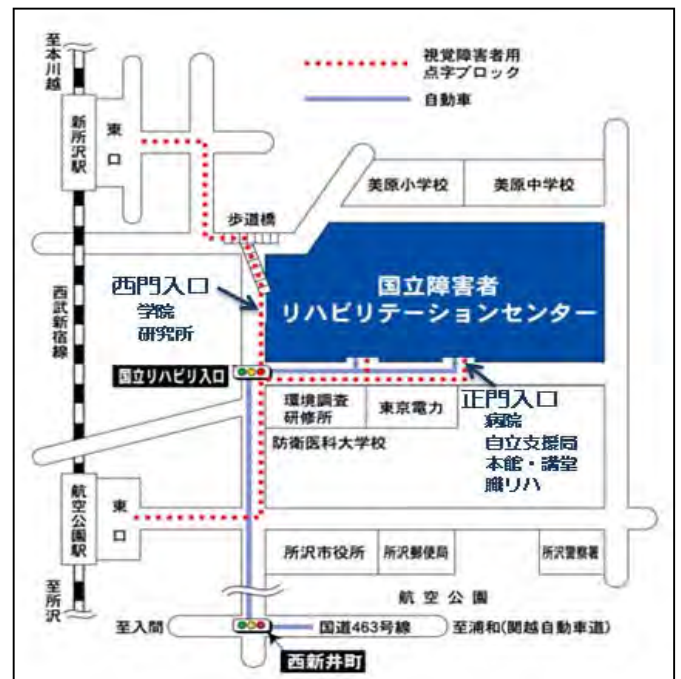 至本川越
視覚障害者用
点字ブロック
自動車
新所沢駅
東口
美原小学校
美原中学校
歩道橋
国立障害者
リハビリテーションセンター
西門入口
学院
研究所
西武新宿線
国立リハビリ入口
環境調査
研修所
東京電力
正門入口
病院
自立支援局
本館・講堂
職リハ
防衛医科大学校
航空公園駅
東口
所沢市役所
所沢郵便局
所沢警察署
航空公園
至所沢
至入間
国道463号線
至浦和(関越自動車道)
西新井町